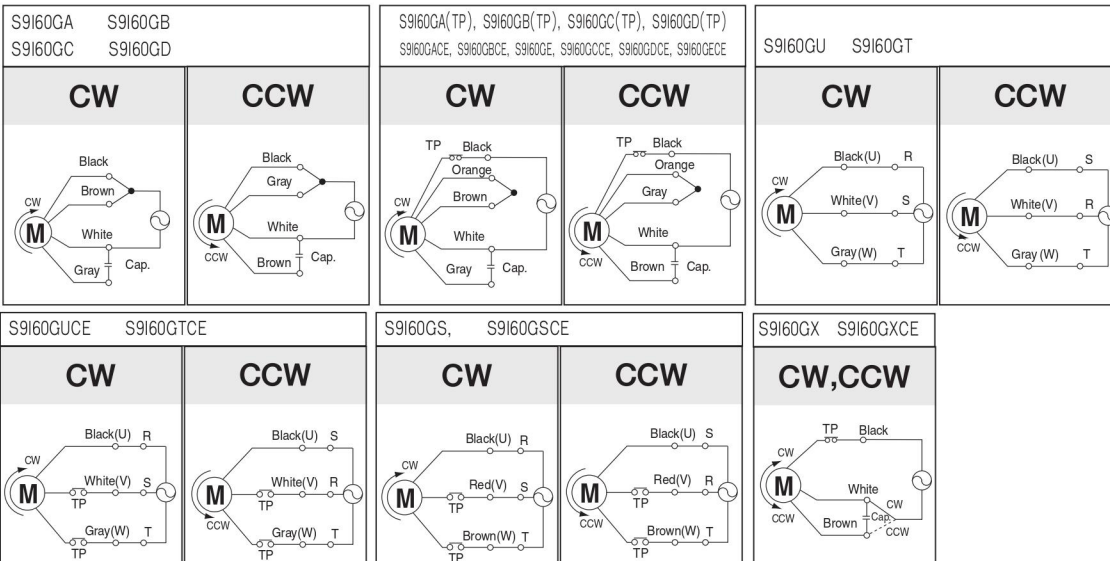 S9I60GA S9I60GB
S9I60GC S9I60GD
CW CCW
Black
Brown
CW
M
White
Gray Cap.
Black
Gray
M
White
CCW
Brown Cap.
S9I60GA(TP), S9I60GB(TP), S9I60GC(TP), S9I60GD(TP)
S9I60GACE, S9I60GBCE, S9I60GE, S9I60GCCE, S9I60GDCE, S9I60GECE
CW CCW
TP Black
Orange
Brown
CW
M
White
Gray Cap.
TP Black
Orange
Gray
M
White
CCW
Brown Cap.
S9I60GU S9I60GT
CW CCW
Black(U) R
CW
White(V) S
M
Gray(W) T
Black(U) S
White(V) R
M
CCW
Gray (W) T
S9I60GUCE S9I60GTCE
CW CCW
Black(U) R
CW
White(V) S
M
TP
Gray(W) T
TP
Black(U) S
White(V) R
M
TP
CCW
Gray(W) T
TP
S9I60GS, S9I60GSCE
CW CCW
Black(U) R
CW
Red(V) S
M
TP
Brown(W) T
TP
Black(U) S
Red(V) R
M
TP
CCW
Brown(W) T
TP
S9I60GX S9I60GXCE
CW,CCW
TP Black
CW
M
White
CW
Cap.
CCW
Brown
CCW